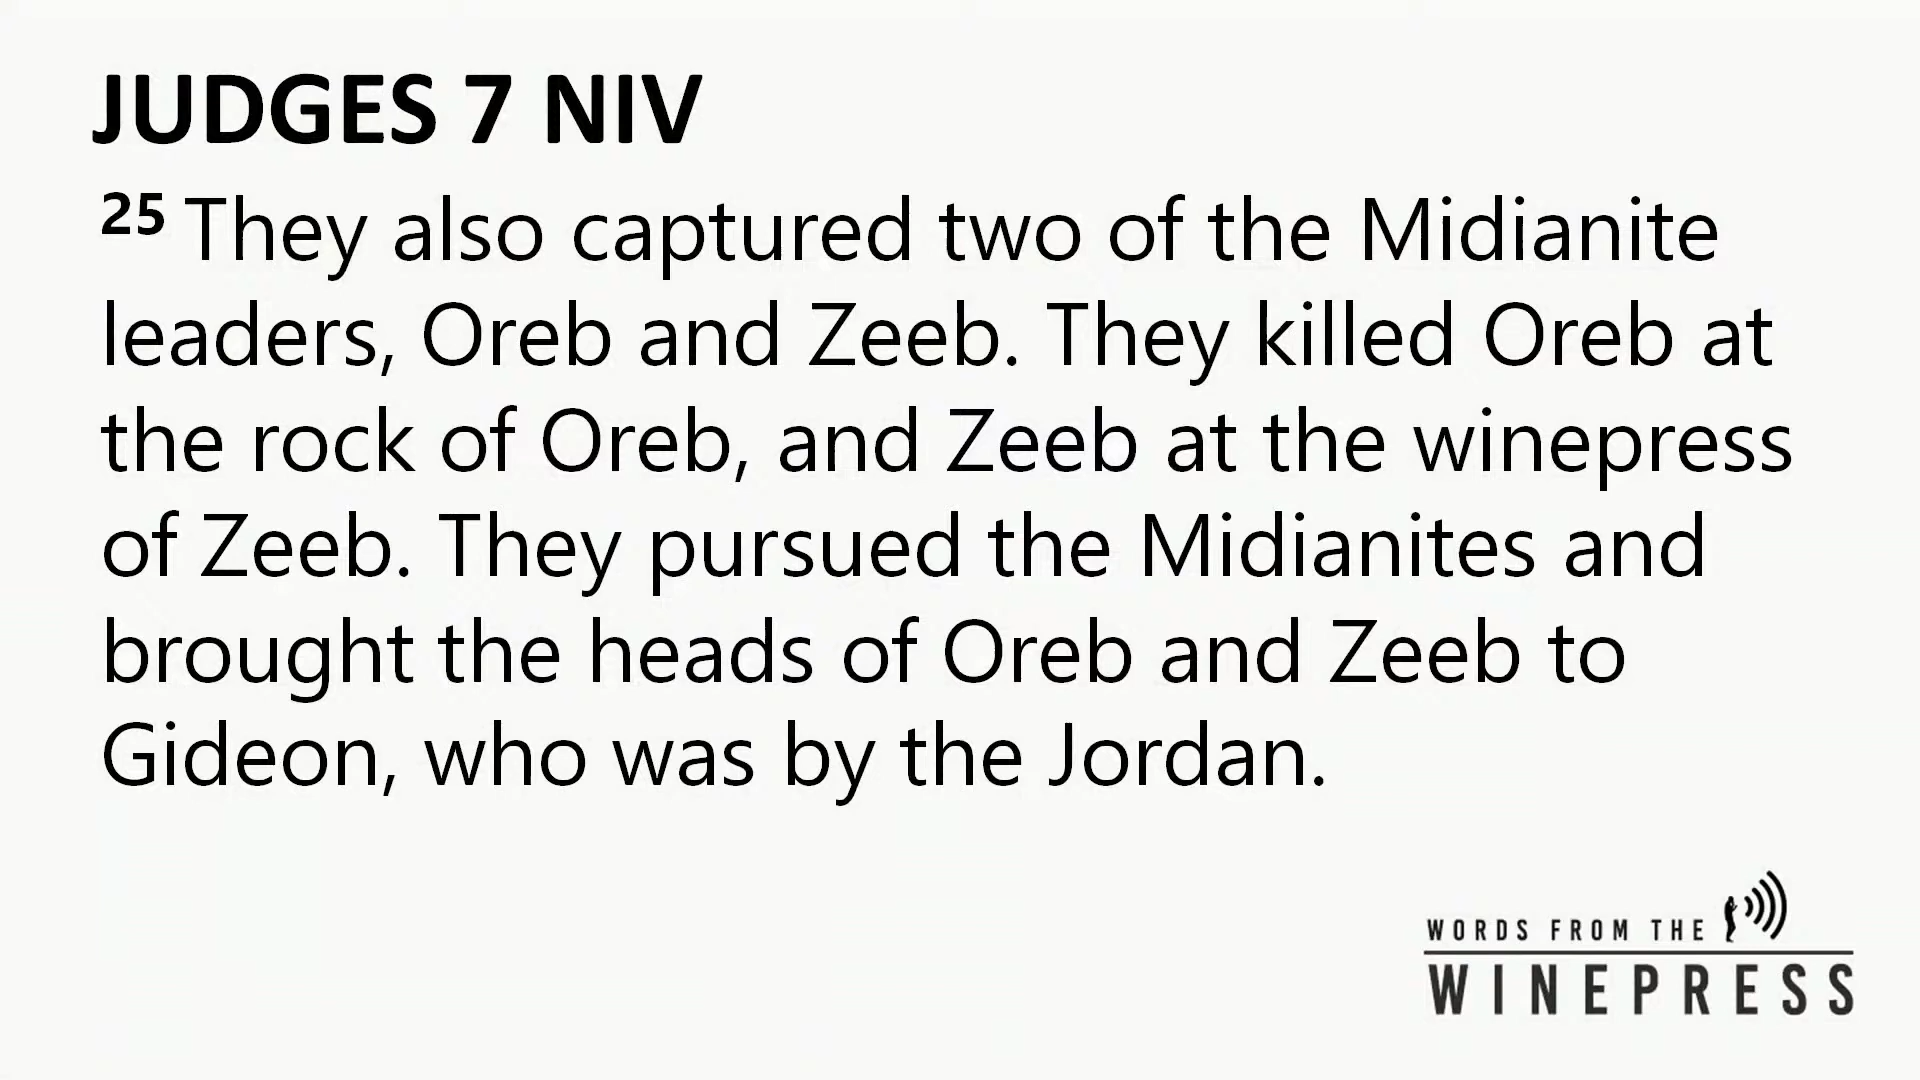 JUDGES 7 NIV
25 They also captured two of the Midianite
leaders, Oreb and Zeeb. They killed Oreb at
the rock of Oreb, and Zeeb at the winepress
of Zeeb. They pursued the Midianites and
brought the heads of Oreb and Zeeb to
Gideon, who was by the Jordan.
WORDS FROM THE
WINEPRESS